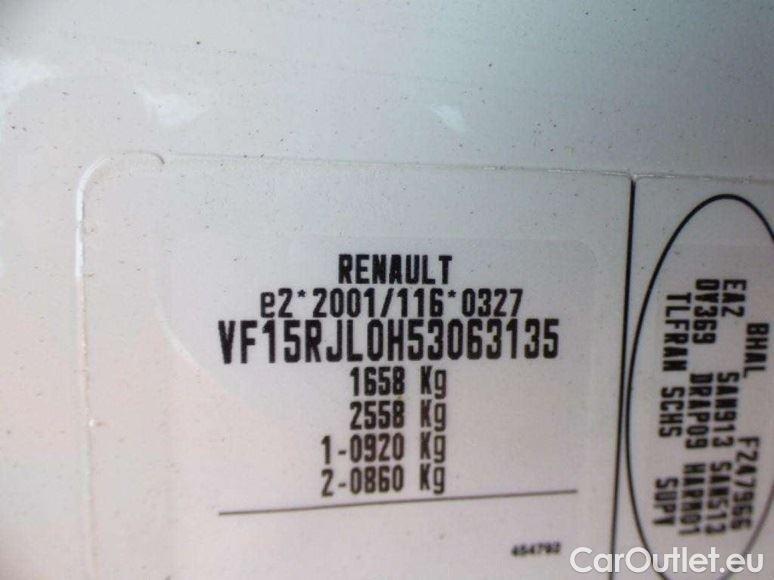 RENAULT
e2*2001/116*0327
VF15RJL0H53063135
1658 Kg
2558 Kg
1-0920 Kg
2-0860 Kg
454792
BHAL F247966
EAZ SAN913 SAN513
DV369 DRAP09 HARM01
TLFRAN SCHS SUPY
CarOutlet.eu